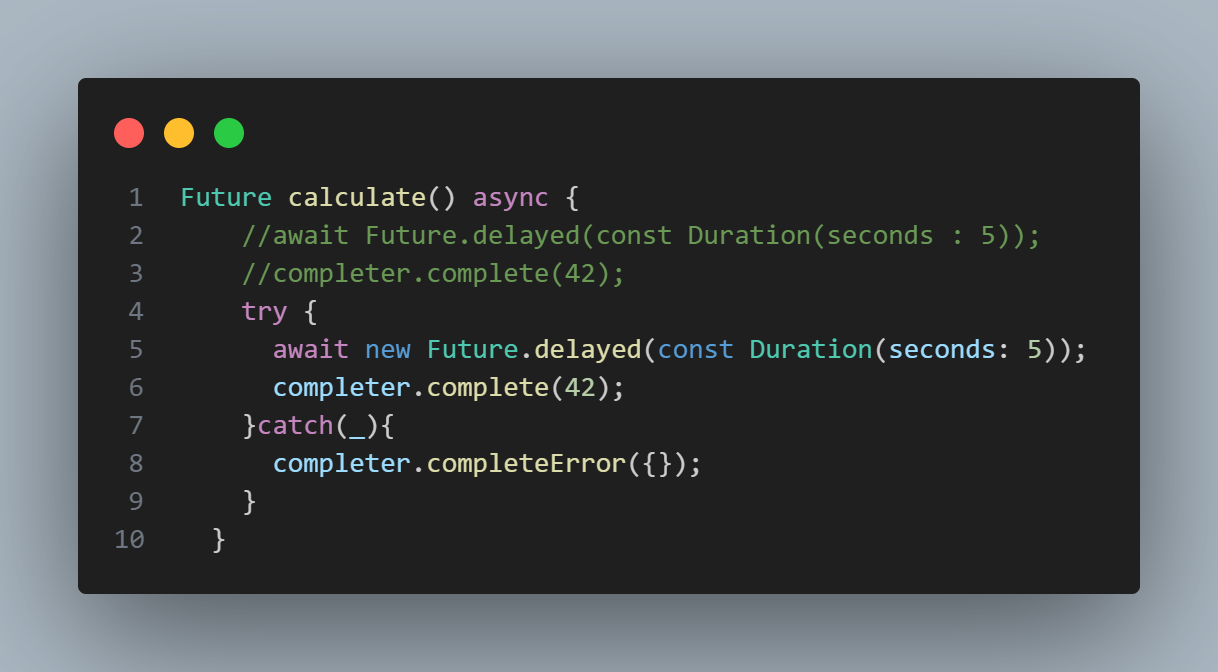 1 Future calculate() async {
2 //await Future.delayed(const Duration(seconds : 5));
3 //completer.complete(42);
4 try {
5 await new Future.delayed(const Duration(seconds: 5));
6 completer.complete(42);
7 }catch(_){
8 completer.completeError({});
9 }
10 }